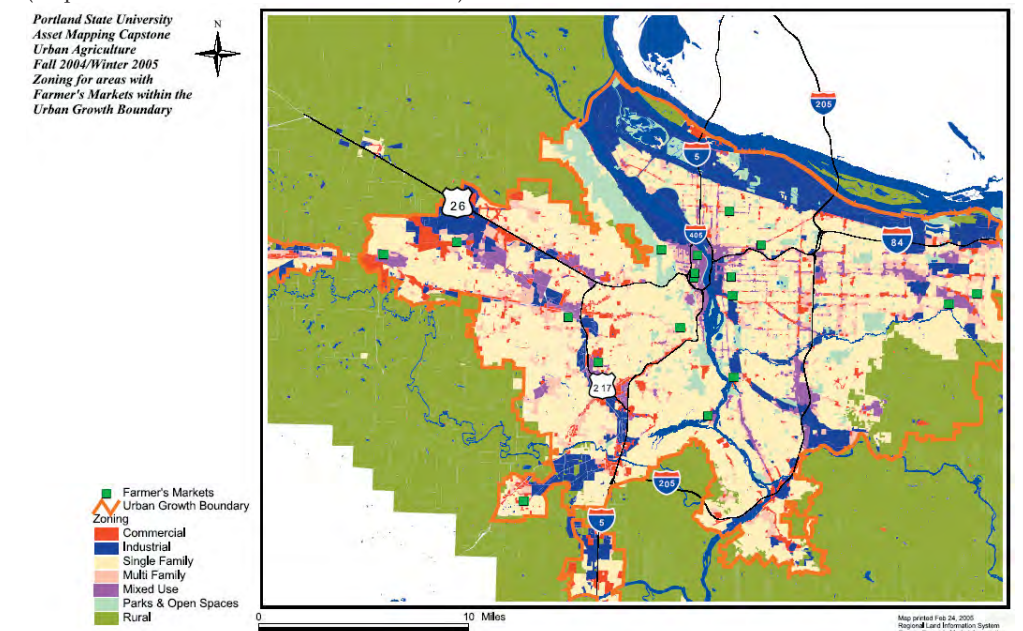 Portland State University
Asset Mapping Capstone
Urban Agriculture
Fall 2004/Winter 2005
Zoning for areas with
Farmer's Markets within the
Urban Growth Boundary
N
205
5
26
405
84
217
205
5
Farmer's Markets
Urban Growth Boundary
Zoning
Commercial
Industrial
Single Family
Multi Family
Mixed Use
Parks & Open Spaces
Rural
0 10 Miles
Map printed Feb 24, 2005
Regional Land Information System